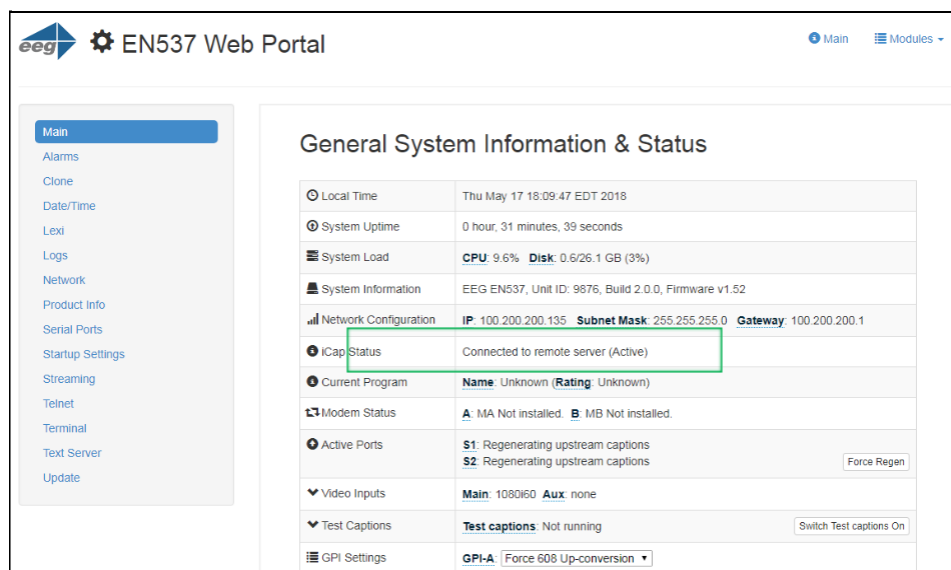 eeg EN537 Web Portal
Main Modules
Main
Alarms
Clone
Date/Time
Lexi
Logs
Network
Product Info
Serial Ports
Startup Settings
Streaming
Telnet
Terminal
Text Server
Update
General System Information & Status
Local Time Thu May 17 18:09:47 EDT 2018
System Uptime 0 hour, 31 minutes, 39 seconds
System Load CPU: 9.6% Disk: 0.6/26.1 GB (3%)
System Information EEG EN537, Unit ID: 9876, Build 2.0.0, Firmware v1.52
Network Configuration IP: 100.200.200.135 Subnet Mask: 255.255.255.0 Gateway: 100.200.200.1
iCap Status Connected to remote server (Active)
Current Program Name: Unknown (Rating: Unknown)
Modem Status A: MA Not installed. B: MB Not installed.
Active Ports S1: Regenerating upstream captions
S2: Regenerating upstream captions Force Regen
Video Inputs Main: 1080i60 Aux: none
Test Captions Test captions: Not running Switch Test captions On
GPI Settings GPI-A: Force 608 Up-conversion